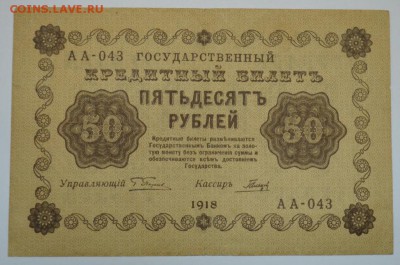 COINS.LAVE.RU
АА-043 ГОСУДАРСТВЕННЫЙ
КРЕДИТНЫЙ БИЛЕТЪ
ПЯТЬДЕСЯТЪ
РУБЛЕЙ
50 50
Кредитные билеты размѣниваются
Государственнымъ Банкомъ на золо-
тую монету безъ ограниченія суммы и
обезпечиваются всѣмъ достояніемъ
Государства.
Управляющій Кассиръ
1918 АА-043